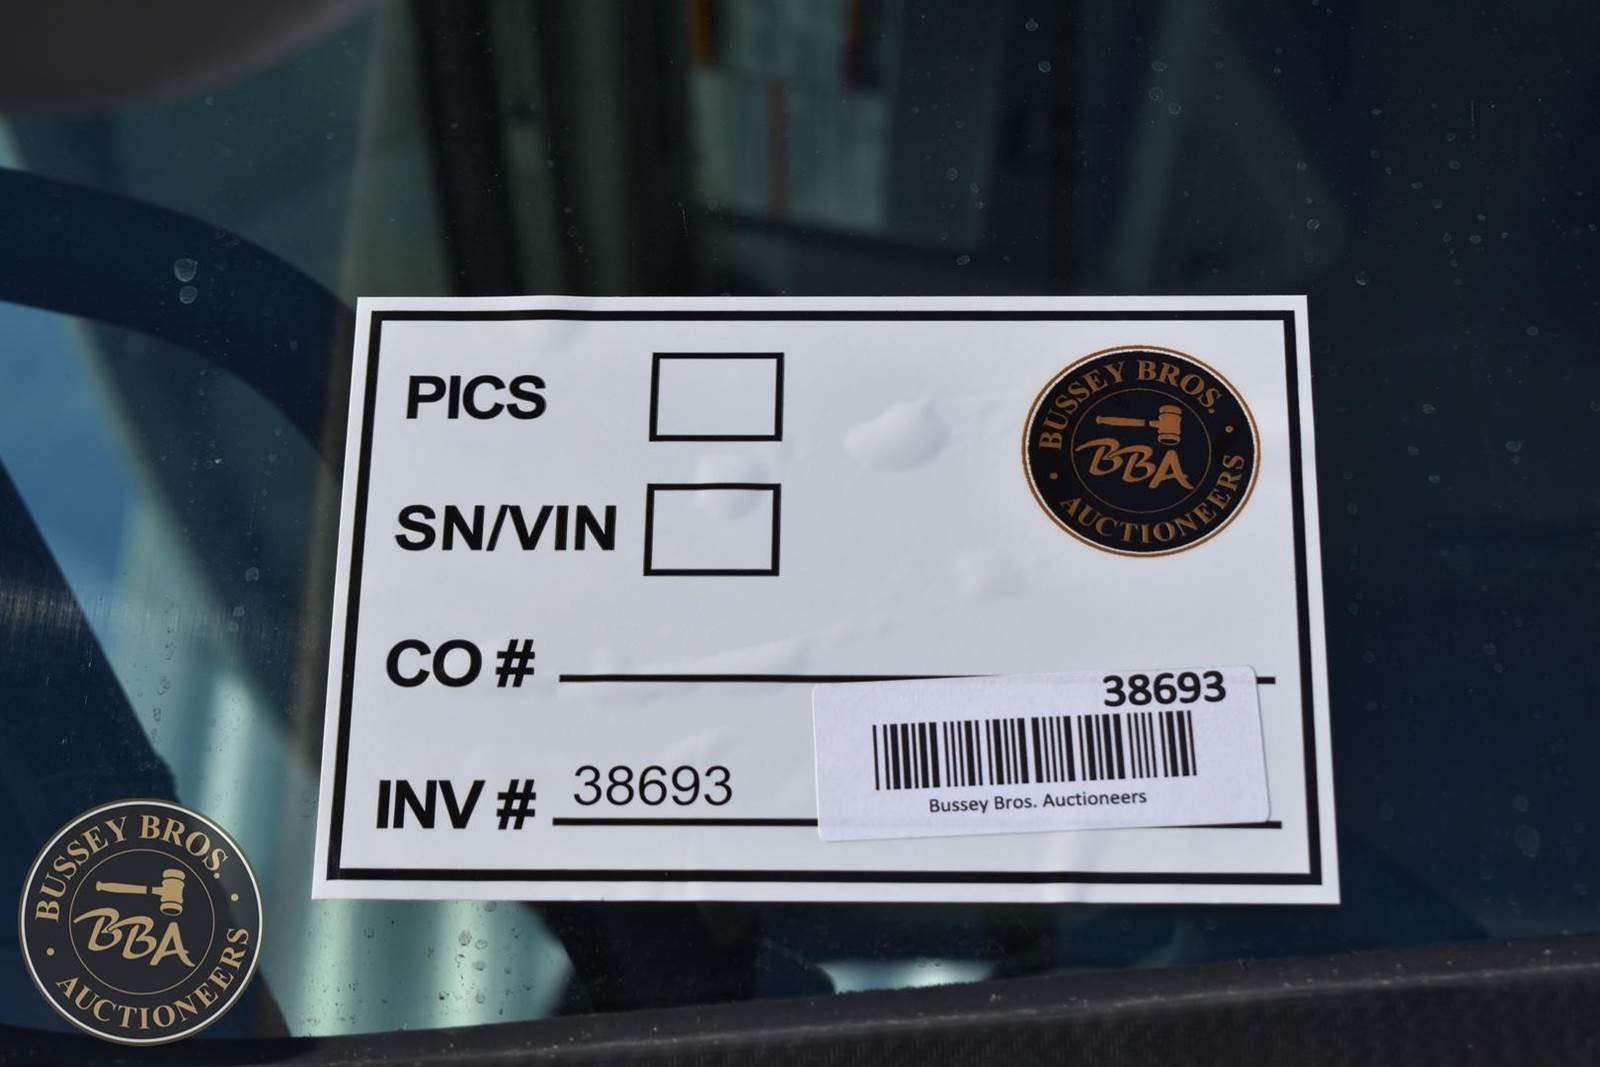 PICS
BUSSEY BROS.
BBA
AUCTIONEERS
SN/VIN
CO #
38693
INV # 38693
Bussey Bros. Auctioneers
BUSSEY BROS.
BBA
AUCTIONEERS